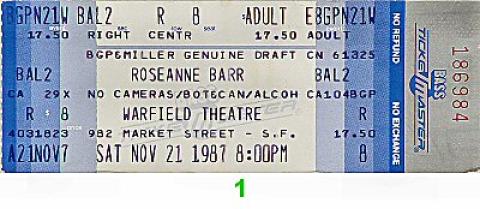 BGPN21W BAL2 R 8 ADULT EBGPN21W
17.50 RIGHT CENTR LOW/SCALE 17.50 ADULT
BGP&MILLER GENUINE DRAFT CN 61325
BAL2 ROSEANNE BARR BAL2
CA 29X NO CAMERAS/BOT&CAN/ALCOH CA104BGP
R 8 WARFIELD THEATRE R
4031823 982 MARKET STREET - S.F. 17.50
A21NOV7 SAT NOV 21 1987 8:00PM 8
NO REFUND
NO EXCHANGE
BASS
TICKETMASTER
186984
1